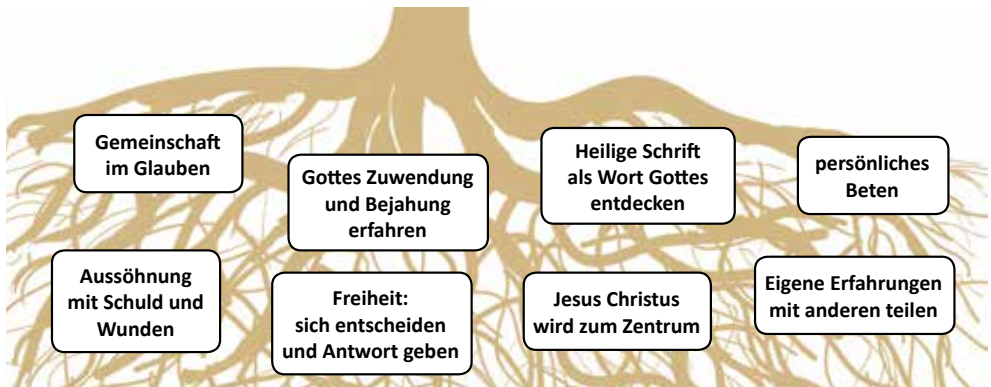 Gemeinschaft
im Glauben
Gottes Zuwendung
und Bejahung
erfahren
Heilige Schrift
als Wort Gottes
entdecken
persönliches
Beten
Aussöhnung
mit Schuld und
Wunden
Freiheit:
sich entscheiden
und Antwort geben
Jesus Christus
wird zum Zentrum
Eigene Erfahrungen
mit anderen teilen